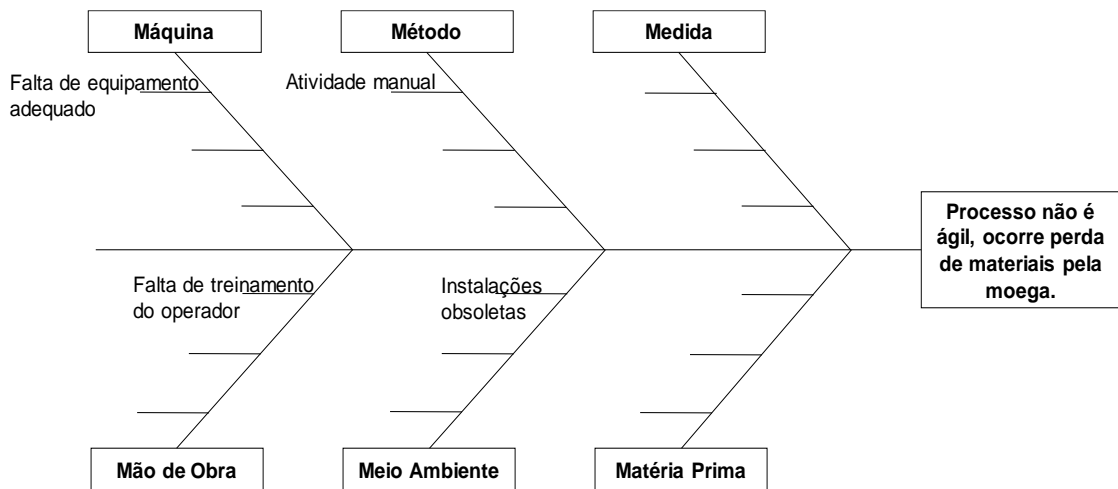 Máquina
Método
Medida
Falta de equipamento
adequado
Atividade manual
Processo não é
ágil, ocorre perda
de materiais pela
moega.
Falta de treinamento
do operador
Instalações
obsoletas
Mão de Obra
Meio Ambiente
Matéria Prima